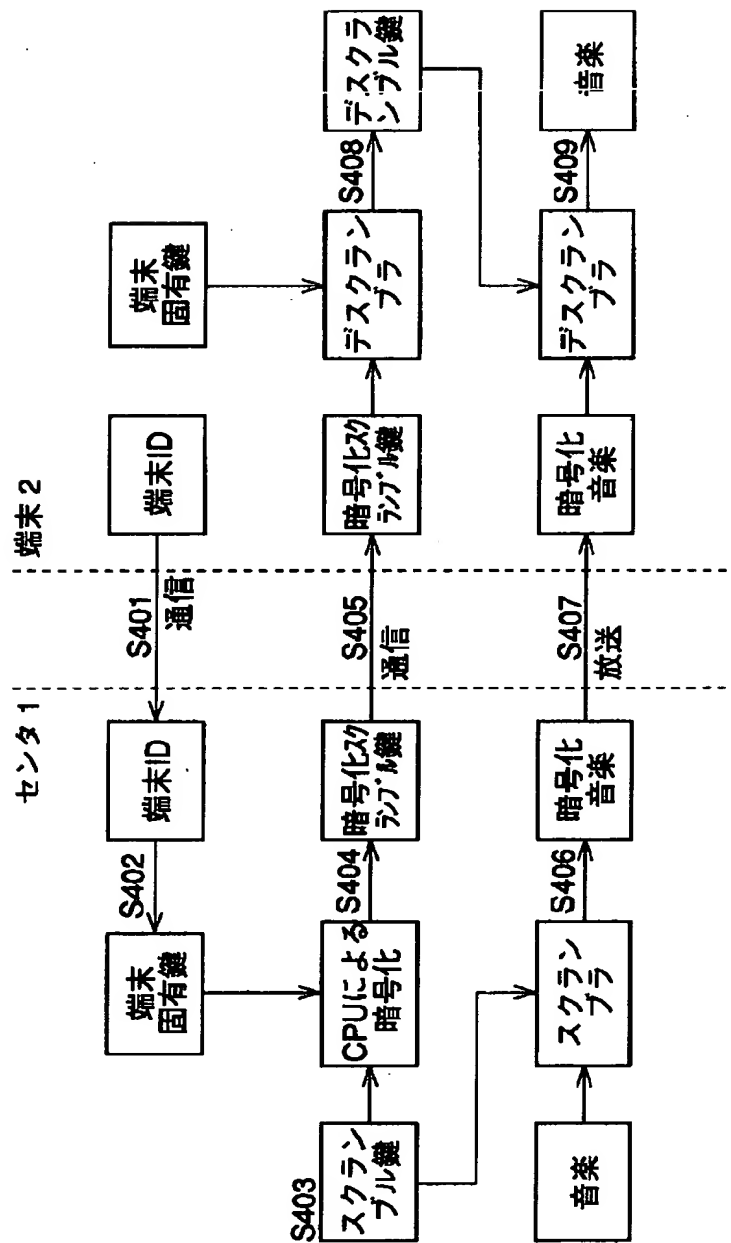 センタ1
端末2
端末
固有鍵
S402
端末ID
S401
通信
端末ID
端末
固有鍵
S403
スクラン
ブル鍵
CPUによる
暗号化
S404
暗号化スク
ランブル鍵
S405
通信
暗号化スク
ランブル鍵
デスクラン
ブラ
S408
デスクラ
ンブル鍵
音楽
スクラン
ブラ
S406
暗号化
音楽
S407
放送
暗号化
音楽
デスクラン
ブラ
S409
音楽